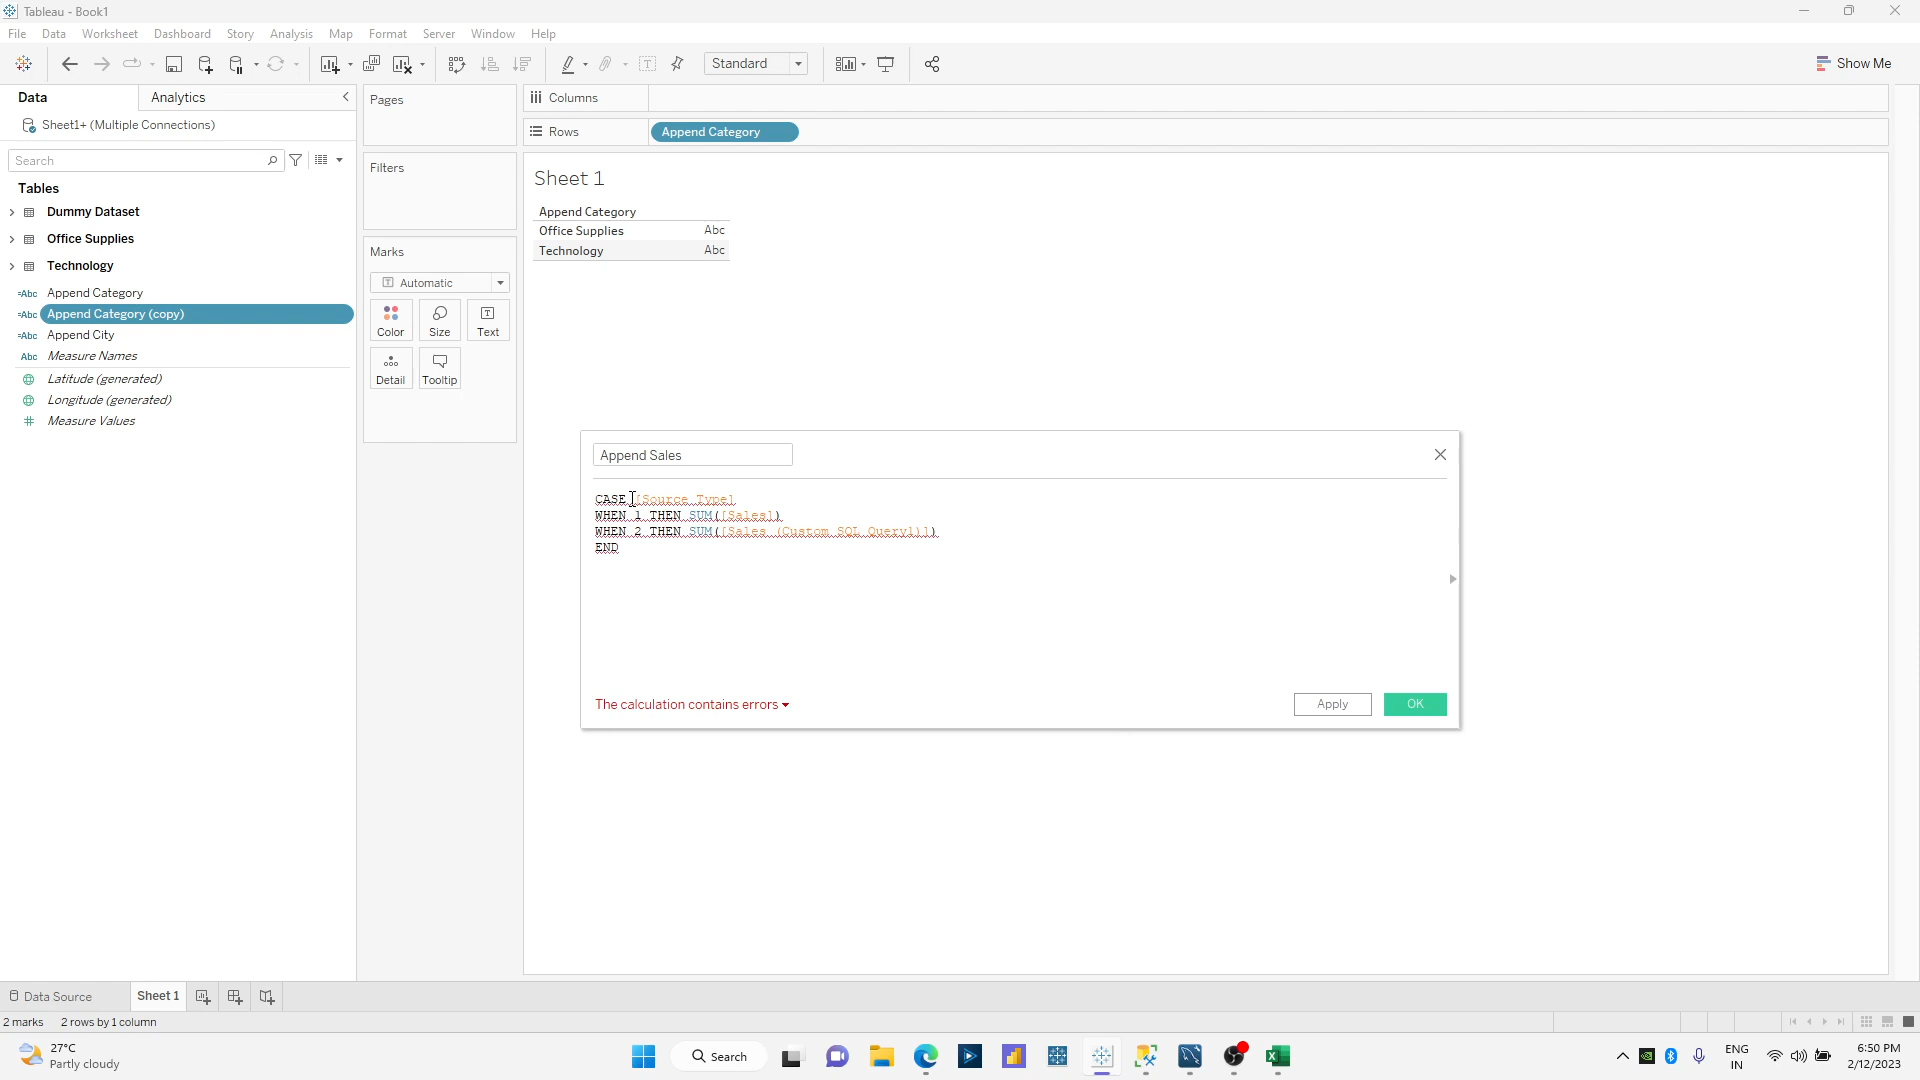 Tableau - Book1
File Data Worksheet Dashboard Story Analysis Map Format Server Window Help
Standard
Show Me
Data Analytics
Sheet1+ (Multiple Connections)
Search
Tables
Dummy Dataset
Office Supplies
Technology
=Abc Append Category
=Abc Append Category (copy)
=Abc Append City
Abc Measure Names
Latitude (generated)
Longitude (generated)
# Measure Values
Pages
Filters
Marks
Automatic
Color Size Text
Detail Tooltip
Columns
Rows Append Category
Sheet 1
Append Category
Office Supplies Abc
Technology Abc
Append Sales
CASE [Source Type]
WHEN 1 THEN SUM([Sales])
WHEN 2 THEN SUM([Sales (Custom SQL Query1)])
END
The calculation contains errors
Apply OK
Data Source Sheet 1
2 marks 2 rows by 1 column
27°C
Partly cloudy
Search
ENG
IN
6:50 PM
2/12/2023